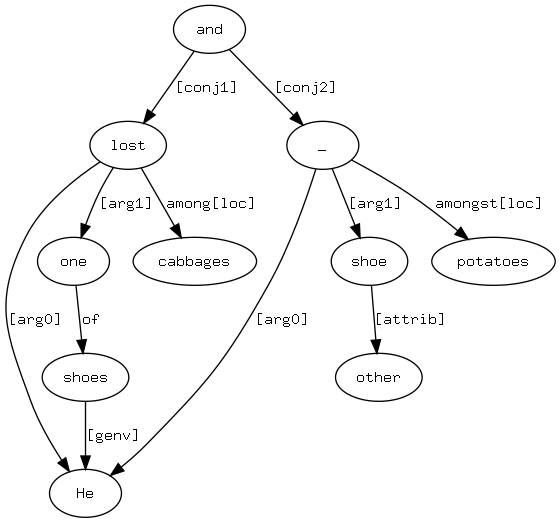 and
[conj1] [conj2]
lost _
[arg1] among[loc] [arg1] amongst[loc]
one cabbages shoe potatoes
[arg0] of [arg0] [attrib]
shoes other
[genv]
He